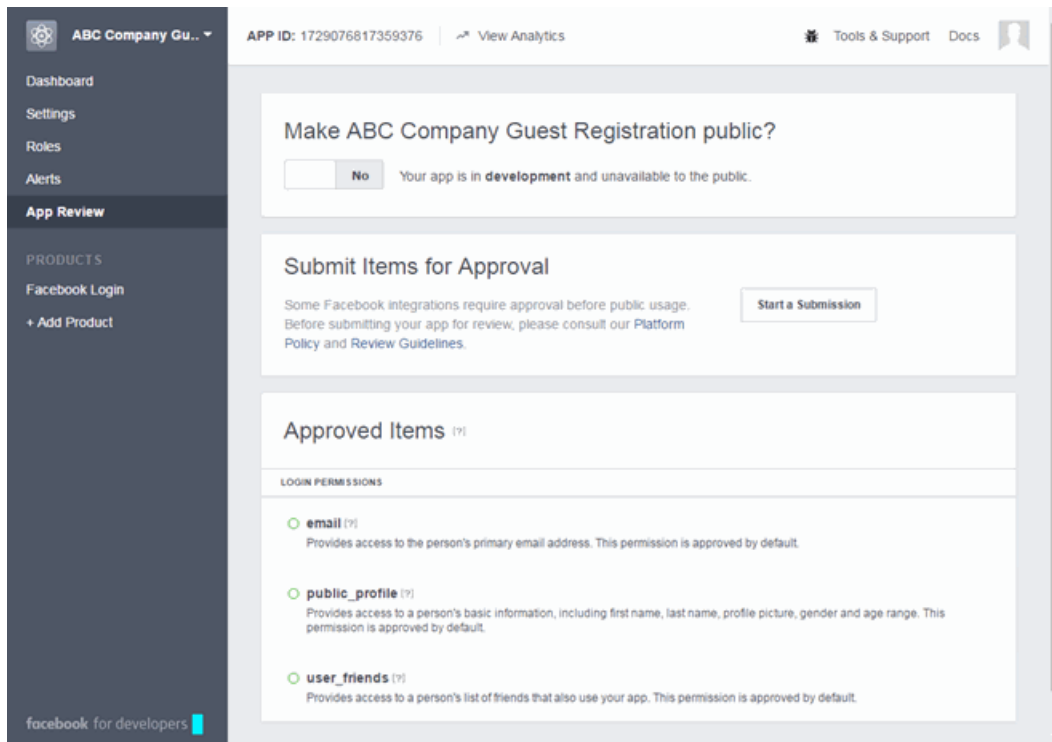 ABC Company Gu..
APP ID: 1729076817359376
View Analytics
Tools & Support
Docs
Dashboard
Settings
Roles
Alerts
App Review
PRODUCTS
Facebook Login
+ Add Product
facebook for developers
Make ABC Company Guest Registration public?
No
Your app is in development and unavailable to the public.
Submit Items for Approval
Some Facebook integrations require approval before public usage.
Before submitting your app for review, please consult our Platform
Policy and Review Guidelines.
Start a Submission
Approved Items [?]
LOGIN PERMISSIONS
email [?]
Provides access to the person's primary email address. This permission is approved by default.
public_profile [?]
Provides access to a person's basic information, including first name, last name, profile picture, gender and age range. This
permission is approved by default.
user_friends [?]
Provides access to a person's list of friends that also use your app. This permission is approved by default.